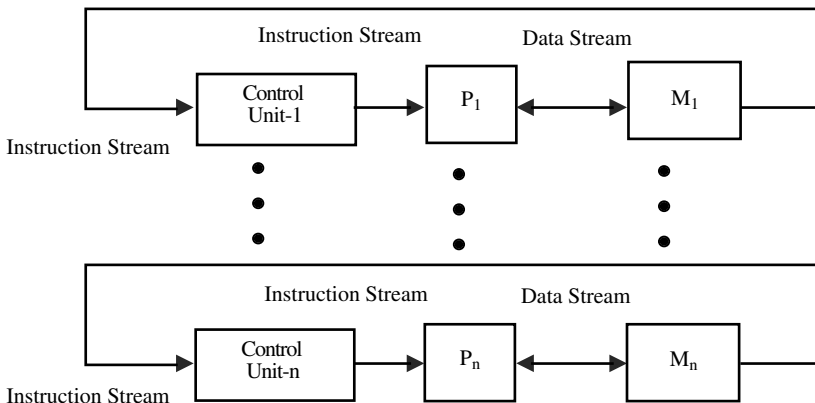 Instruction Stream Data Stream
Control
Unit-1
P1
M1
Instruction Stream
Instruction Stream Data Stream
Control
Unit-n
Pn
Mn
Instruction Stream